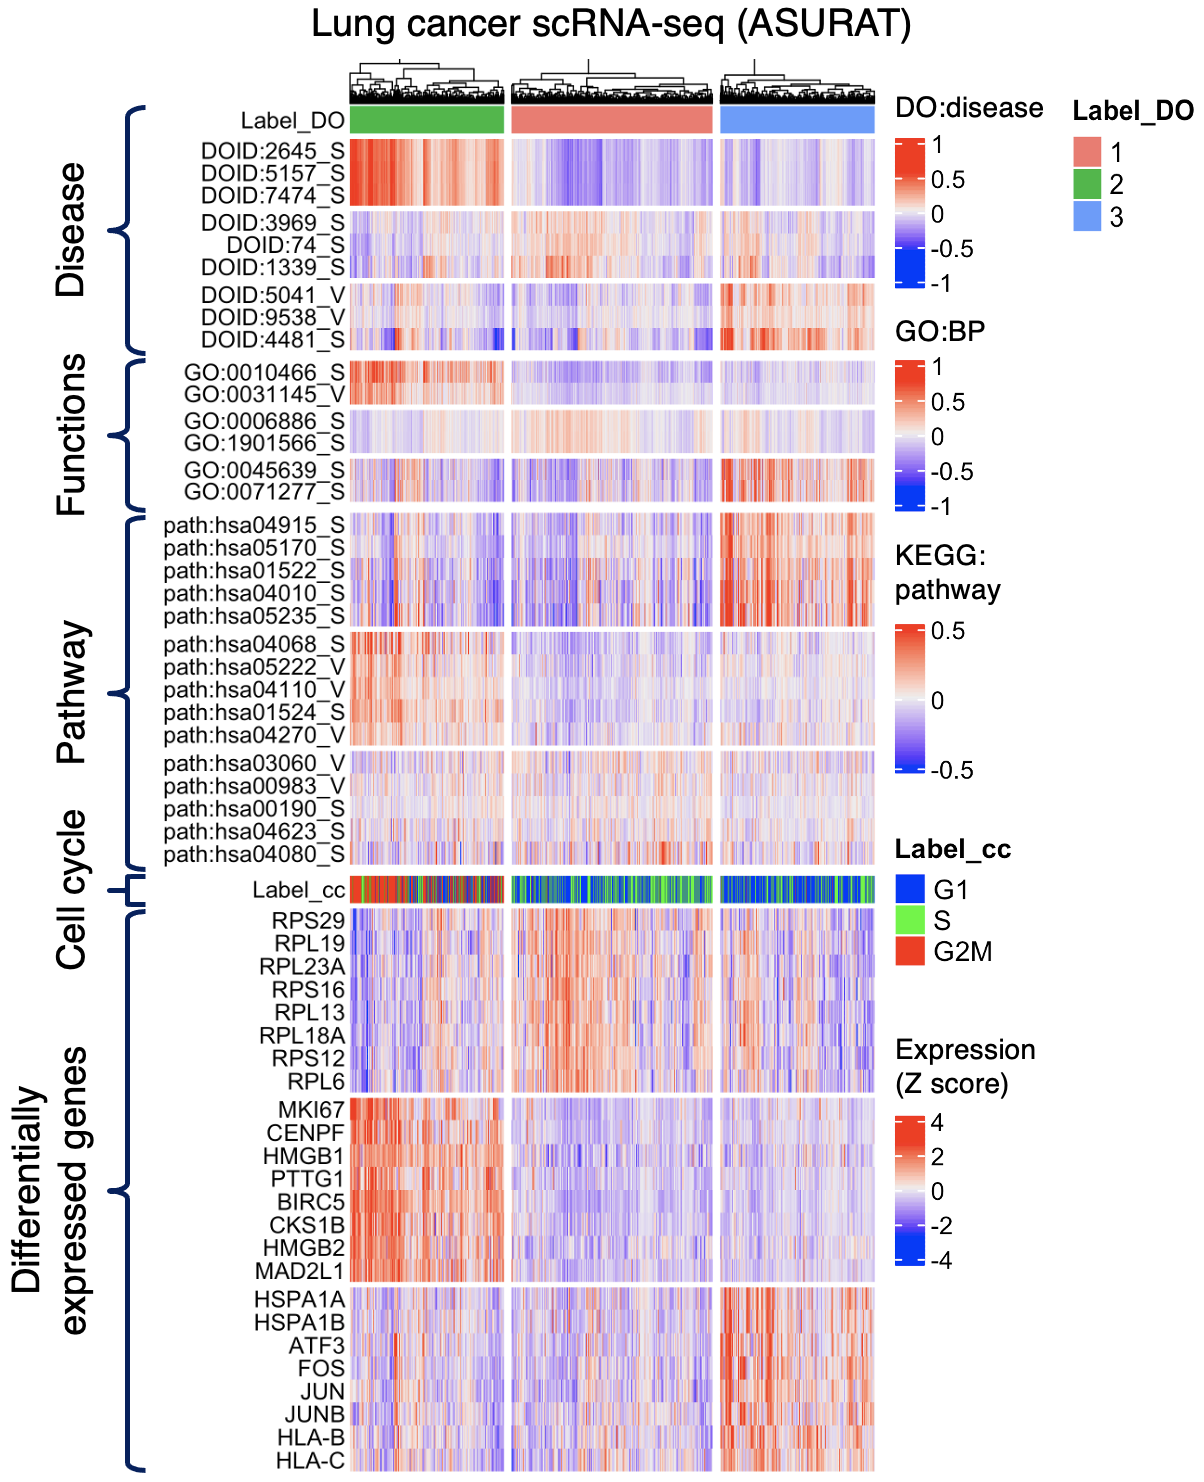 Lung cancer scRNA-seq (ASURAT)
Label_DO
Disease
DOID:2645_S
DOID:5157_S
DOID:7474_S
DOID:3969_S
DOID:74_S
DOID:1339_S
DOID:5041_V
DOID:9538_V
DOID:4481_S
Functions
GO:0010466_S
GO:0031145_V
GO:0006886_S
GO:1901566_S
GO:0045639_S
GO:0071277_S
Pathway
path:hsa04915_S
path:hsa05170_S
path:hsa01522_S
path:hsa04010_S
path:hsa05235_S
path:hsa04068_S
path:hsa05222_V
path:hsa04110_V
path:hsa01524_S
path:hsa04270_V
path:hsa03060_V
path:hsa00983_V
path:hsa00190_S
path:hsa04623_S
path:hsa04080_S
Cell cycle
Label_cc
Differentially
expressed genes
RPS29
RPL19
RPL23A
RPS16
RPL13
RPL18A
RPS12
RPL6
MKI67
CENPF
HMGB1
PTTG1
BIRC5
CKS1B
HMGB2
MAD2L1
HSPA1A
HSPA1B
ATF3
FOS
JUN
JUNB
HLA-B
HLA-C
DO:disease
1
0.5
0
-0.5
-1
Label_DO
1
2
3
GO:BP
1
0.5
0
-0.5
-1
KEGG:
pathway
0.5
0
-0.5
Label_cc
G1
S
G2M
Expression
(Z score)
4
2
0
-2
-4